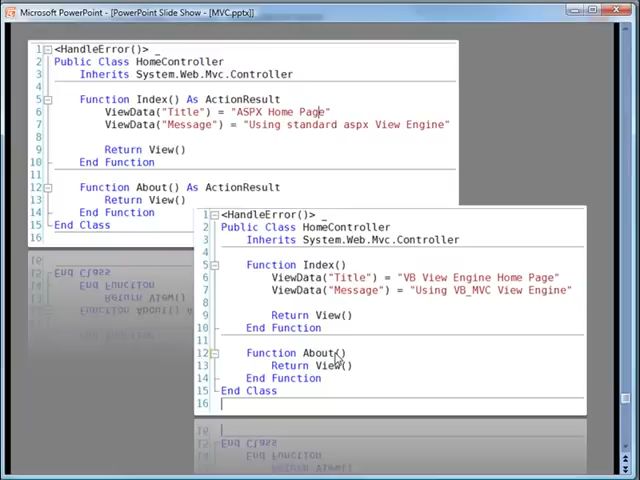 Microsoft PowerPoint - [PowerPoint Slide Show - [MVC.pptx]]
1 <HandleError()> _
2 Public Class HomeController
3 Inherits System.Web.Mvc.Controller
4
5 Function Index() As ActionResult
6 ViewData("Title") = "ASPX Home Page"
7 ViewData("Message") = "Using standard aspx View Engine"
8
9 Return View()
10 End Function
11
12 Function About() As ActionResult
13 Return View()
14 End Function
15 End Class
16
1 <HandleError()> _
2 Public Class HomeController
3 Inherits System.Web.Mvc.Controller
4
5 Function Index()
6 ViewData("Title") = "VB View Engine Home Page"
7 ViewData("Message") = "Using VB_MVC View Engine"
8
9 Return View()
10 End Function
11
12 Function About()
13 Return View()
14 End Function
15 End Class
16